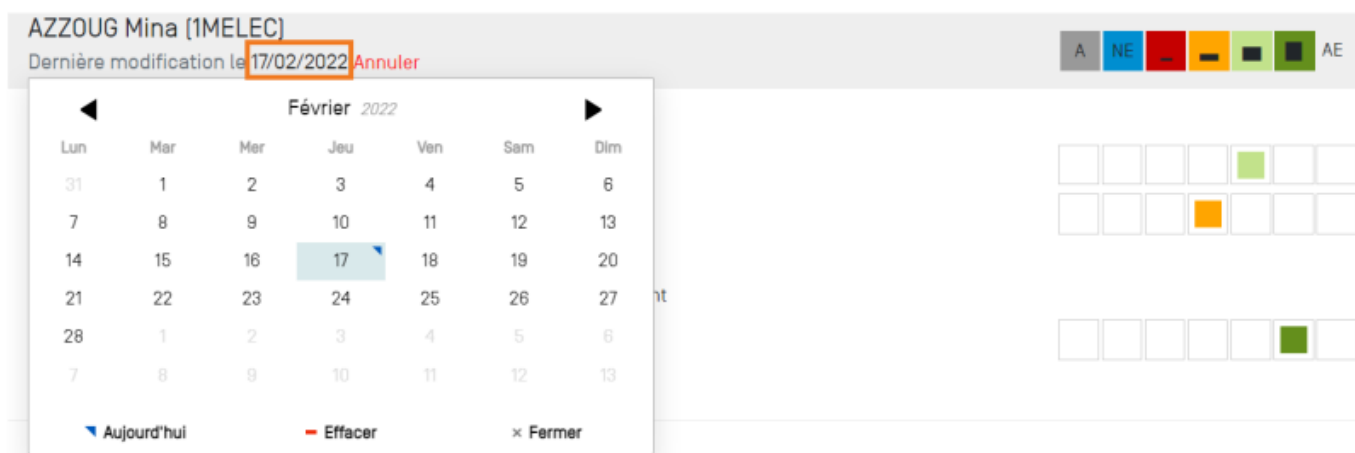 AZZOUG Mina (1MELEC)
Dernière modification le 17/02/2022 Annuler
A NE AE
Février 2022
Lun Mar Mer Jeu Ven Sam Dim
31 1 2 3 4 5 6
7 8 9 10 11 12 13
14 15 16 17 18 19 20
21 22 23 24 25 26 27
nt
28 1 2 3 4 5 6
7 8 9 10 11 12 13
Aujourd'hui Effacer × Fermer